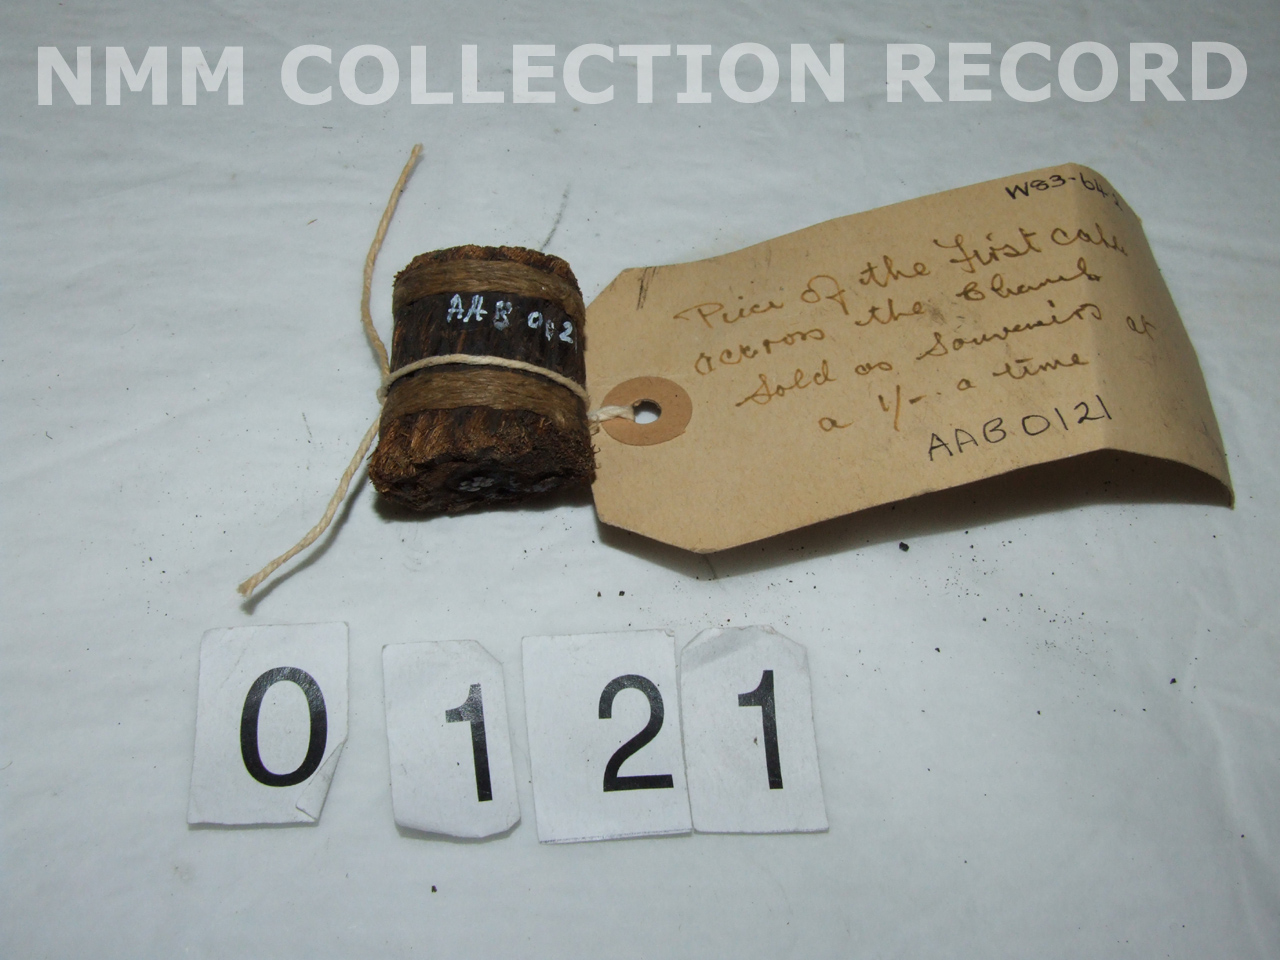 NMM COLLECTION RECORD
W83-64
Piece of the First cable
across the Channel
Sold as Souvenirs at
a 1/- a time
AAB 0121
AAB 012
0 1 2 1